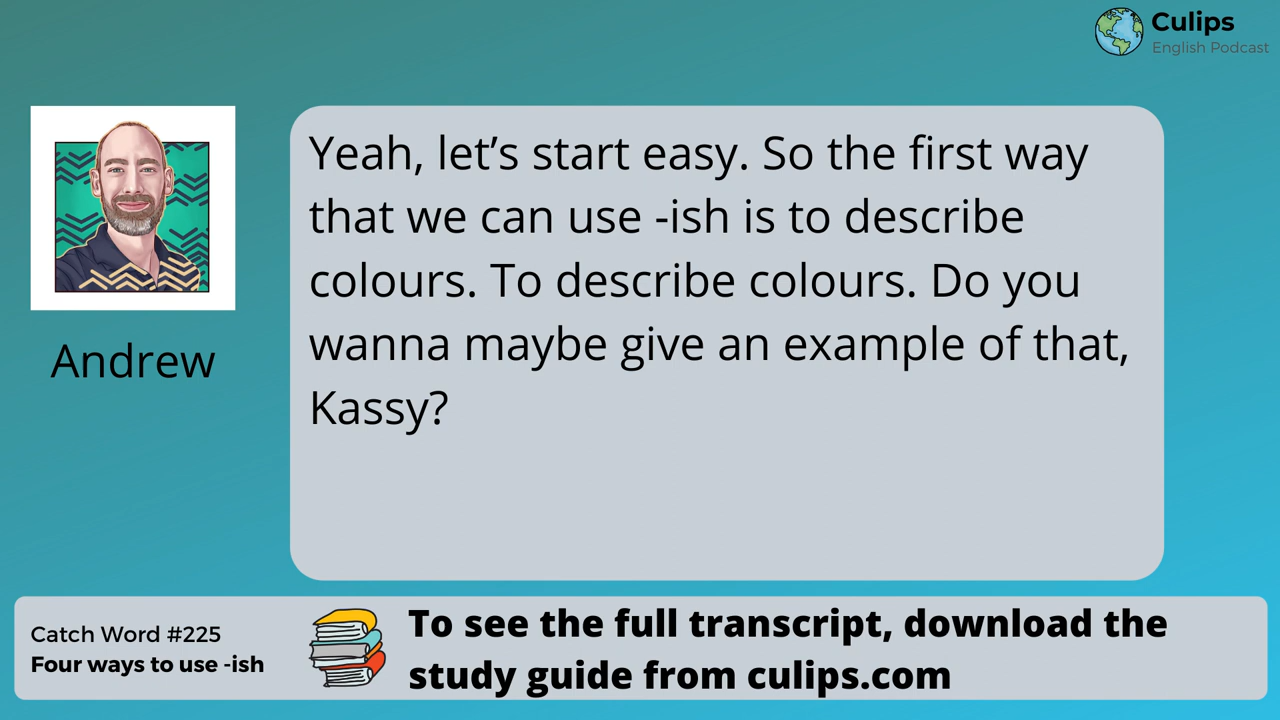 Culips
English Podcast
Yeah, let’s start easy. So the first way
that we can use -ish is to describe
colours. To describe colours. Do you
wanna maybe give an example of that,
Kassy?
Andrew
Catch Word #225
Four ways to use -ish
To see the full transcript, download the
study guide from culips.com